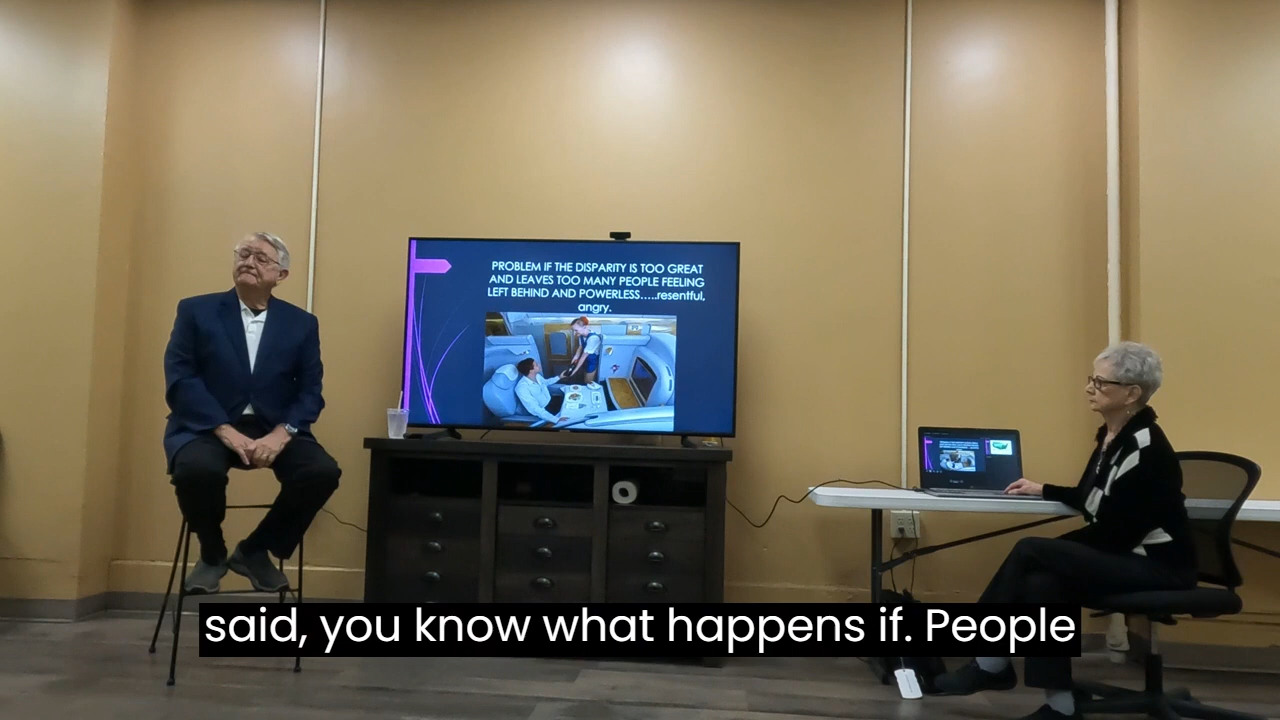 PROBLEM IF THE DISPARITY IS TOO GREAT
AND LEAVES TOO MANY PEOPLE FEELING
LEFT BEHIND AND POWERLESS.....resentful,
angry.
said, you know what happens if. People